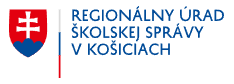 REGIONÁLNY ÚRAD
ŠKOLSKEJ SPRÁVY
V KOŠICIACH